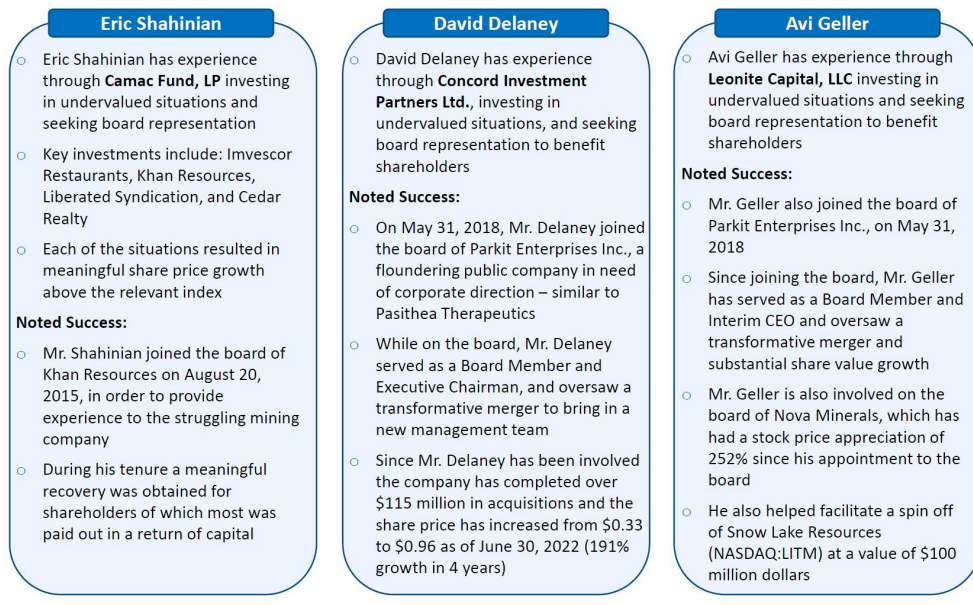 Eric Shahinian
○ Eric Shahinian has experience
through Camac Fund, LP investing
in undervalued situations and
seeking board representation
○ Key investments include: Imvescor
Restaurants, Khan Resources,
Liberated Syndication, and Cedar
Realty
○ Each of the situations resulted in
meaningful share price growth
above the relevant index
Noted Success:
○ Mr. Shahinian joined the board of
Khan Resources on August 20,
2015, in order to provide
experience to the struggling mining
company
○ During his tenure a meaningful
recovery was obtained for
shareholders of which most was
paid out in a return of capital
David Delaney
○ David Delaney has experience
through Concord Investment
Partners Ltd., investing in
undervalued situations, and seeking
board representation to benefit
shareholders
Noted Success:
○ On May 31, 2018, Mr. Delaney joined
the board of Parkit Enterprises Inc., a
floundering public company in need
of corporate direction – similar to
Pasithea Therapeutics
○ While on the board, Mr. Delaney
served as a Board Member and
Executive Chairman, and oversaw a
transformative merger to bring in a
new management team
○ Since Mr. Delaney has been involved
the company has completed over
$115 million in acquisitions and the
share price has increased from $0.33
to $0.96 as of June 30, 2022 (191%
growth in 4 years)
Avi Geller
○ Avi Geller has experience through
Leonite Capital, LLC investing in
undervalued situations and seeking
board representation to benefit
shareholders
Noted Success:
○ Mr. Geller also joined the board of
Parkit Enterprises Inc., on May 31,
2018
○ Since joining the board, Mr. Geller
has served as a Board Member and
Interim CEO and oversaw a
transformative merger and
substantial share value growth
○ Mr. Geller is also involved on the
board of Nova Minerals, which has
had a stock price appreciation of
252% since his appointment to the
board
○ He also helped facilitate a spin off
of Snow Lake Resources
(NASDAQ:LITM) at a value of $100
million dollars